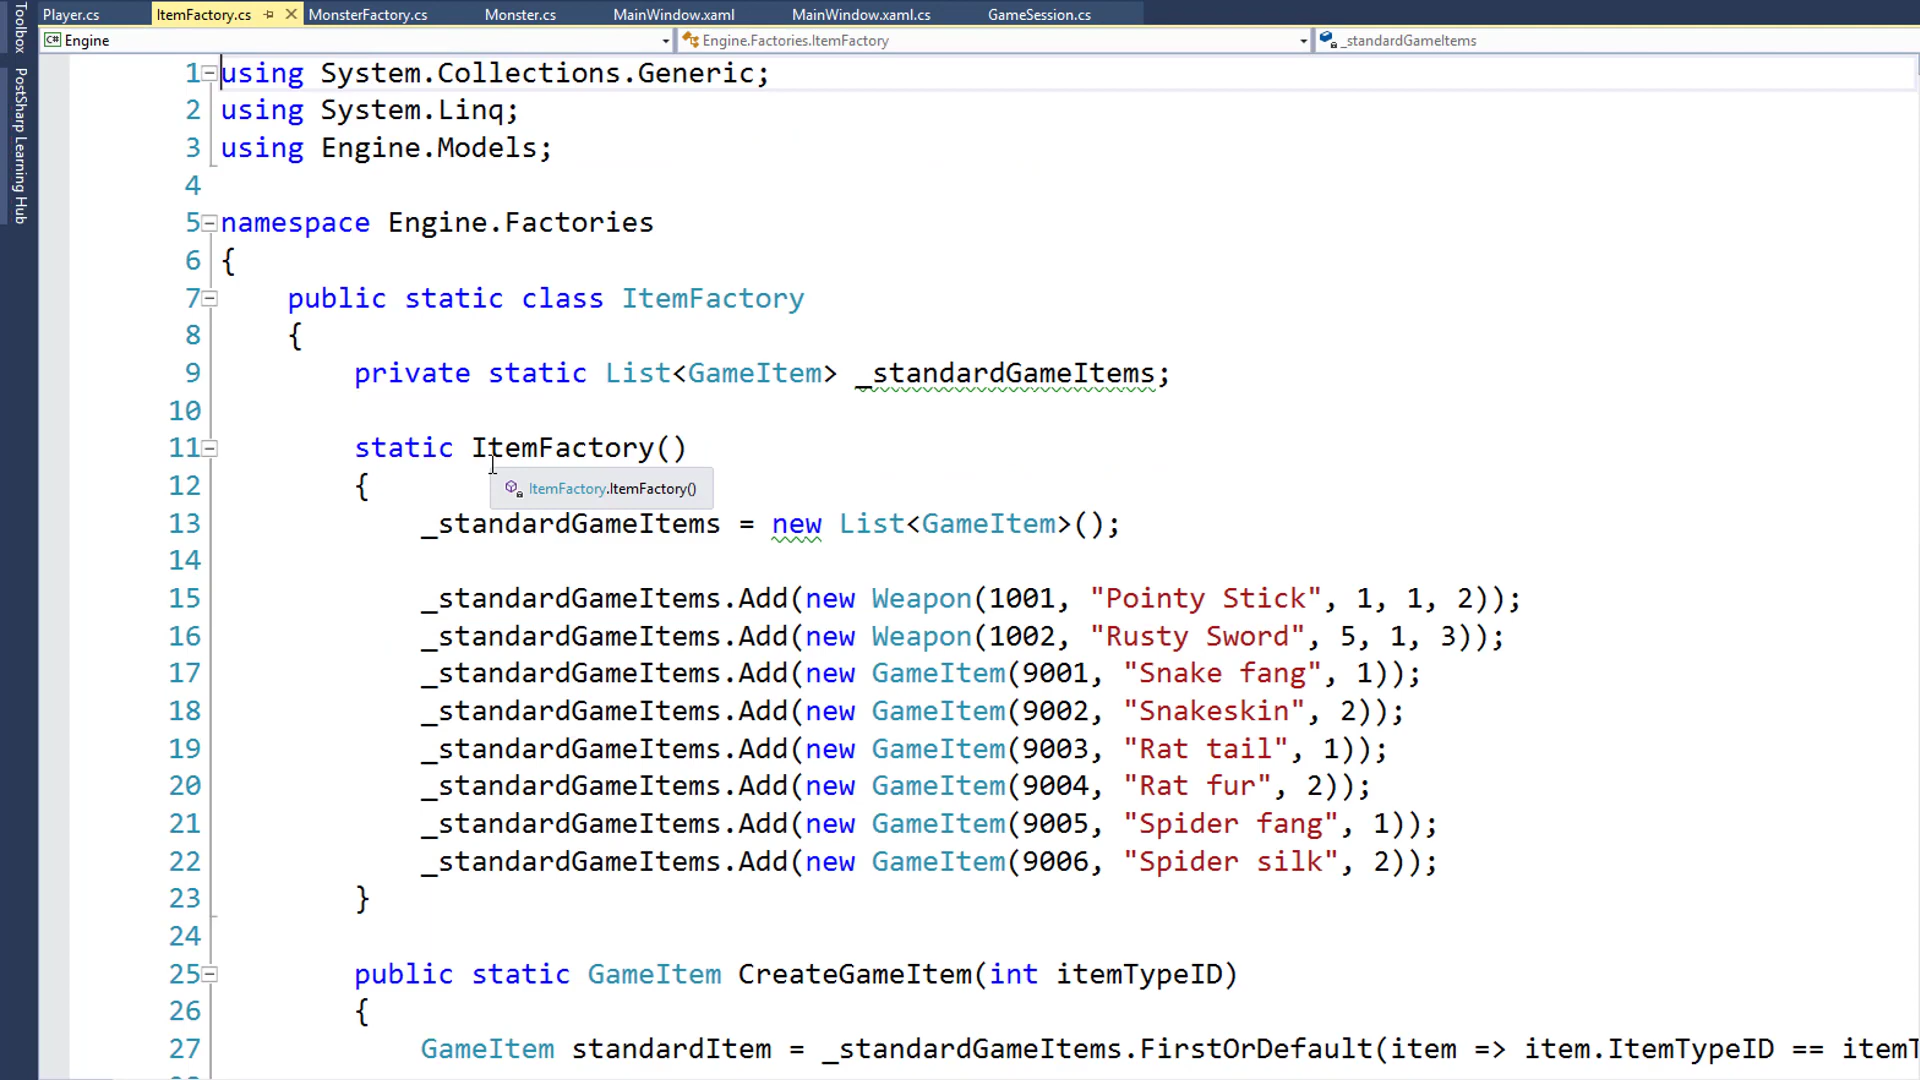 Toolbox
PostSharp Learning Hub
Player.cs
ItemFactory.cs
MonsterFactory.cs
Monster.cs
MainWindow.xaml
MainWindow.xaml.cs
GameSession.cs
C# Engine
Engine.Factories.ItemFactory
_standardGameItems
1 using System.Collections.Generic;
2 using System.Linq;
3 using Engine.Models;
4
5 namespace Engine.Factories
6 {
7 public static class ItemFactory
8 {
9 private static List<GameItem> _standardGameItems;
10
11 static ItemFactory()
12 {
ItemFactory.ItemFactory()
13 _standardGameItems = new List<GameItem>();
14
15 _standardGameItems.Add(new Weapon(1001, "Pointy Stick", 1, 1, 2));
16 _standardGameItems.Add(new Weapon(1002, "Rusty Sword", 5, 1, 3));
17 _standardGameItems.Add(new GameItem(9001, "Snake fang", 1));
18 _standardGameItems.Add(new GameItem(9002, "Snakeskin", 2));
19 _standardGameItems.Add(new GameItem(9003, "Rat tail", 1));
20 _standardGameItems.Add(new GameItem(9004, "Rat fur", 2));
21 _standardGameItems.Add(new GameItem(9005, "Spider fang", 1));
22 _standardGameItems.Add(new GameItem(9006, "Spider silk", 2));
23 }
24
25 public static GameItem CreateGameItem(int itemTypeID)
26 {
27 GameItem standardItem = _standardGameItems.FirstOrDefault(item => item.ItemTypeID ==